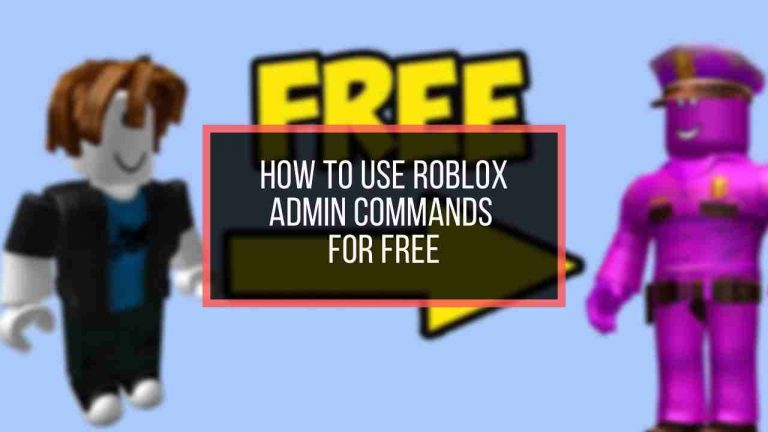 FREE
HOW TO USE ROBLOX
ADMIN COMMANDS
FOR FREE